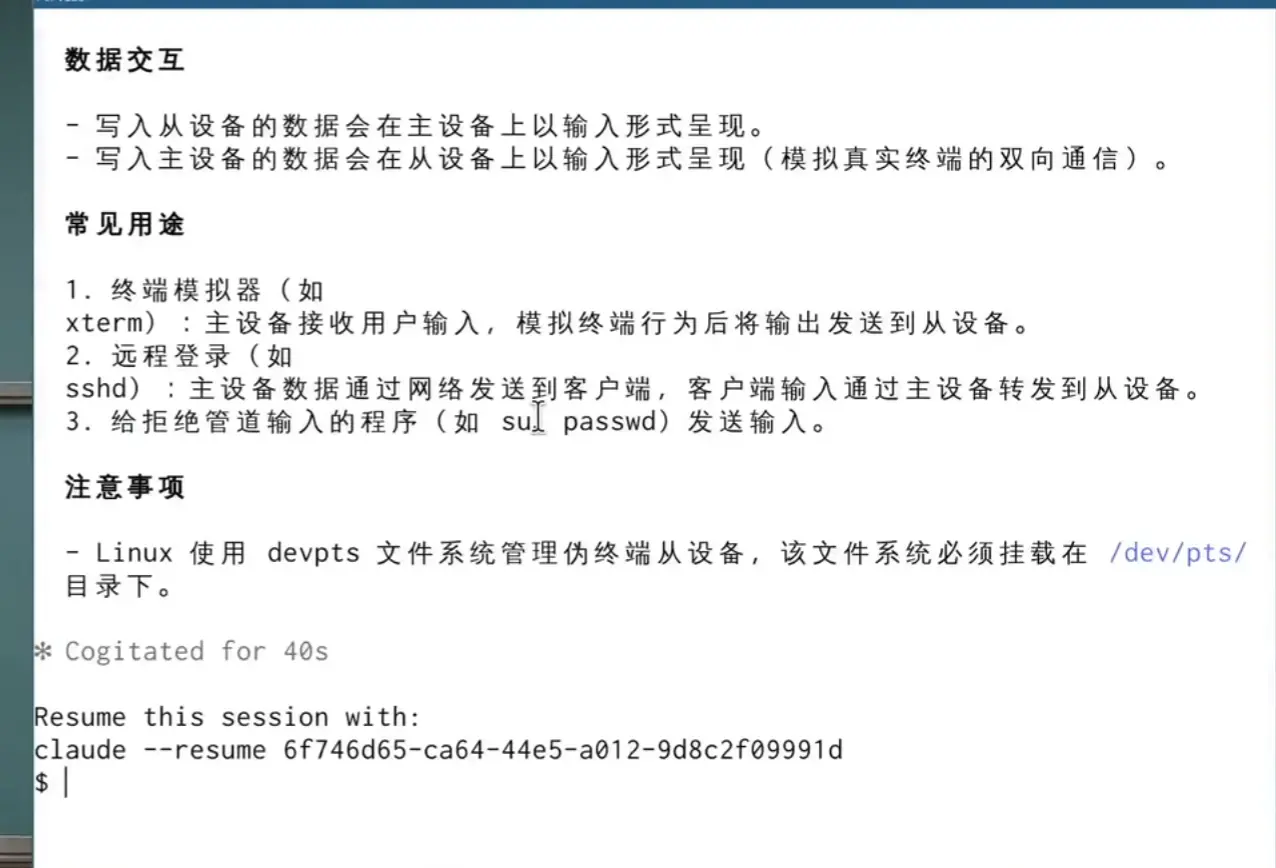 数据交互
- 写入从设备的数据会在主设备上以输入形式呈现。
- 写入主设备的数据会在从设备上以输入形式呈现（模拟真实终端的双向通信）。
常见用途
1. 终端模拟器（如
xterm）：主设备接收用户输入，模拟终端行为后将输出发送到从设备。
2. 远程登录（如
sshd）：主设备数据通过网络发送到客户端，客户端输入通过主设备转发到从设备。
3. 给拒绝管道输入的程序（如 su、passwd）发送输入。
注意事项
- Linux 使用 devpts 文件系统管理伪终端从设备，该文件系统必须挂载在 /dev/pts/
目录下。
✻ Cogitated for 40s
Resume this session with:
claude --resume 6f746d65-ca64-44e5-a012-9d8c2f09991d
$